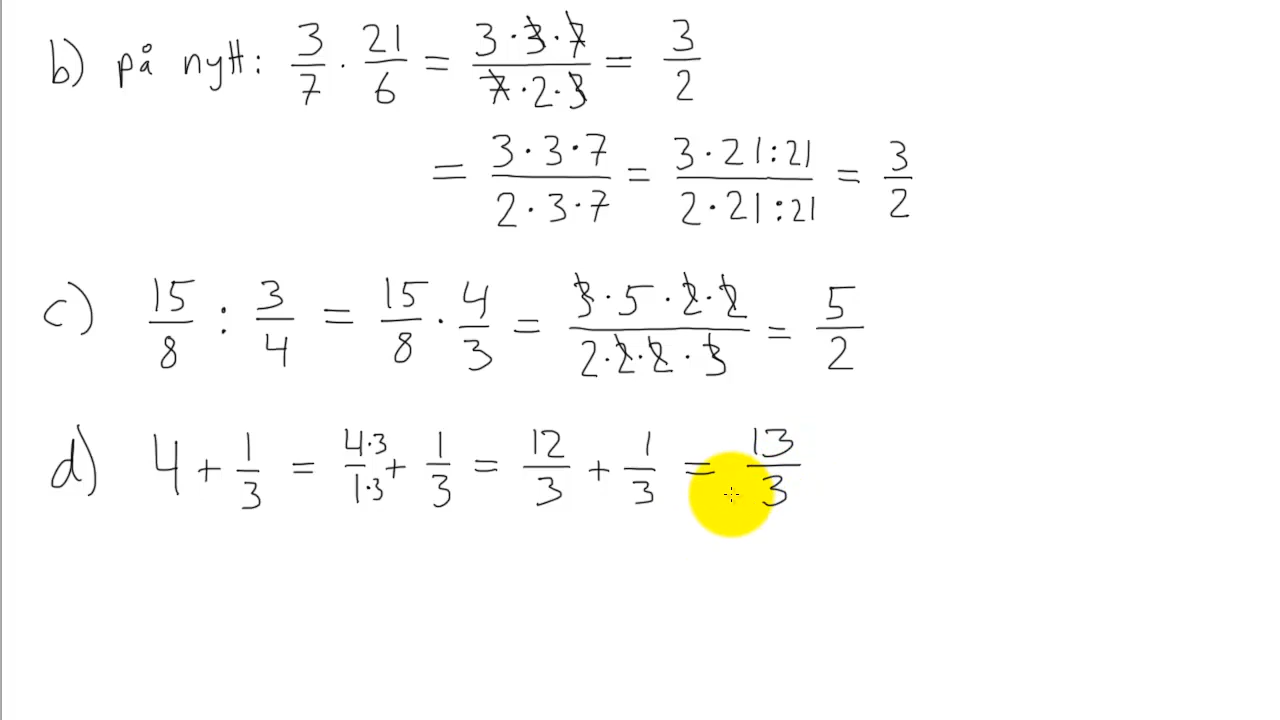 b) på nytt: 3/7 · 21/6 = 3·3·7/7·2·3 = 3/2
= 3·3·7/2·3·7 = 3·21:21/2·21:21 = 3/2
c) 15/8 : 3/4 = 15/8 · 4/3 = 3·5·2·2/2·2·2·3 = 5/2
d) 4 + 1/3 = 4·3/1·3 + 1/3 = 12/3 + 1/3 = 13/3